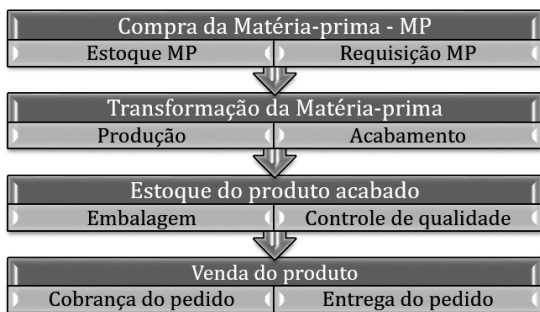 Compra da Matéria-prima - MP
Estoque MP
Requisição MP
Transformação da Matéria-prima
Produção
Acabamento
Estoque do produto acabado
Embalagem
Controle de qualidade
Venda do produto
Cobrança do pedido
Entrega do pedido